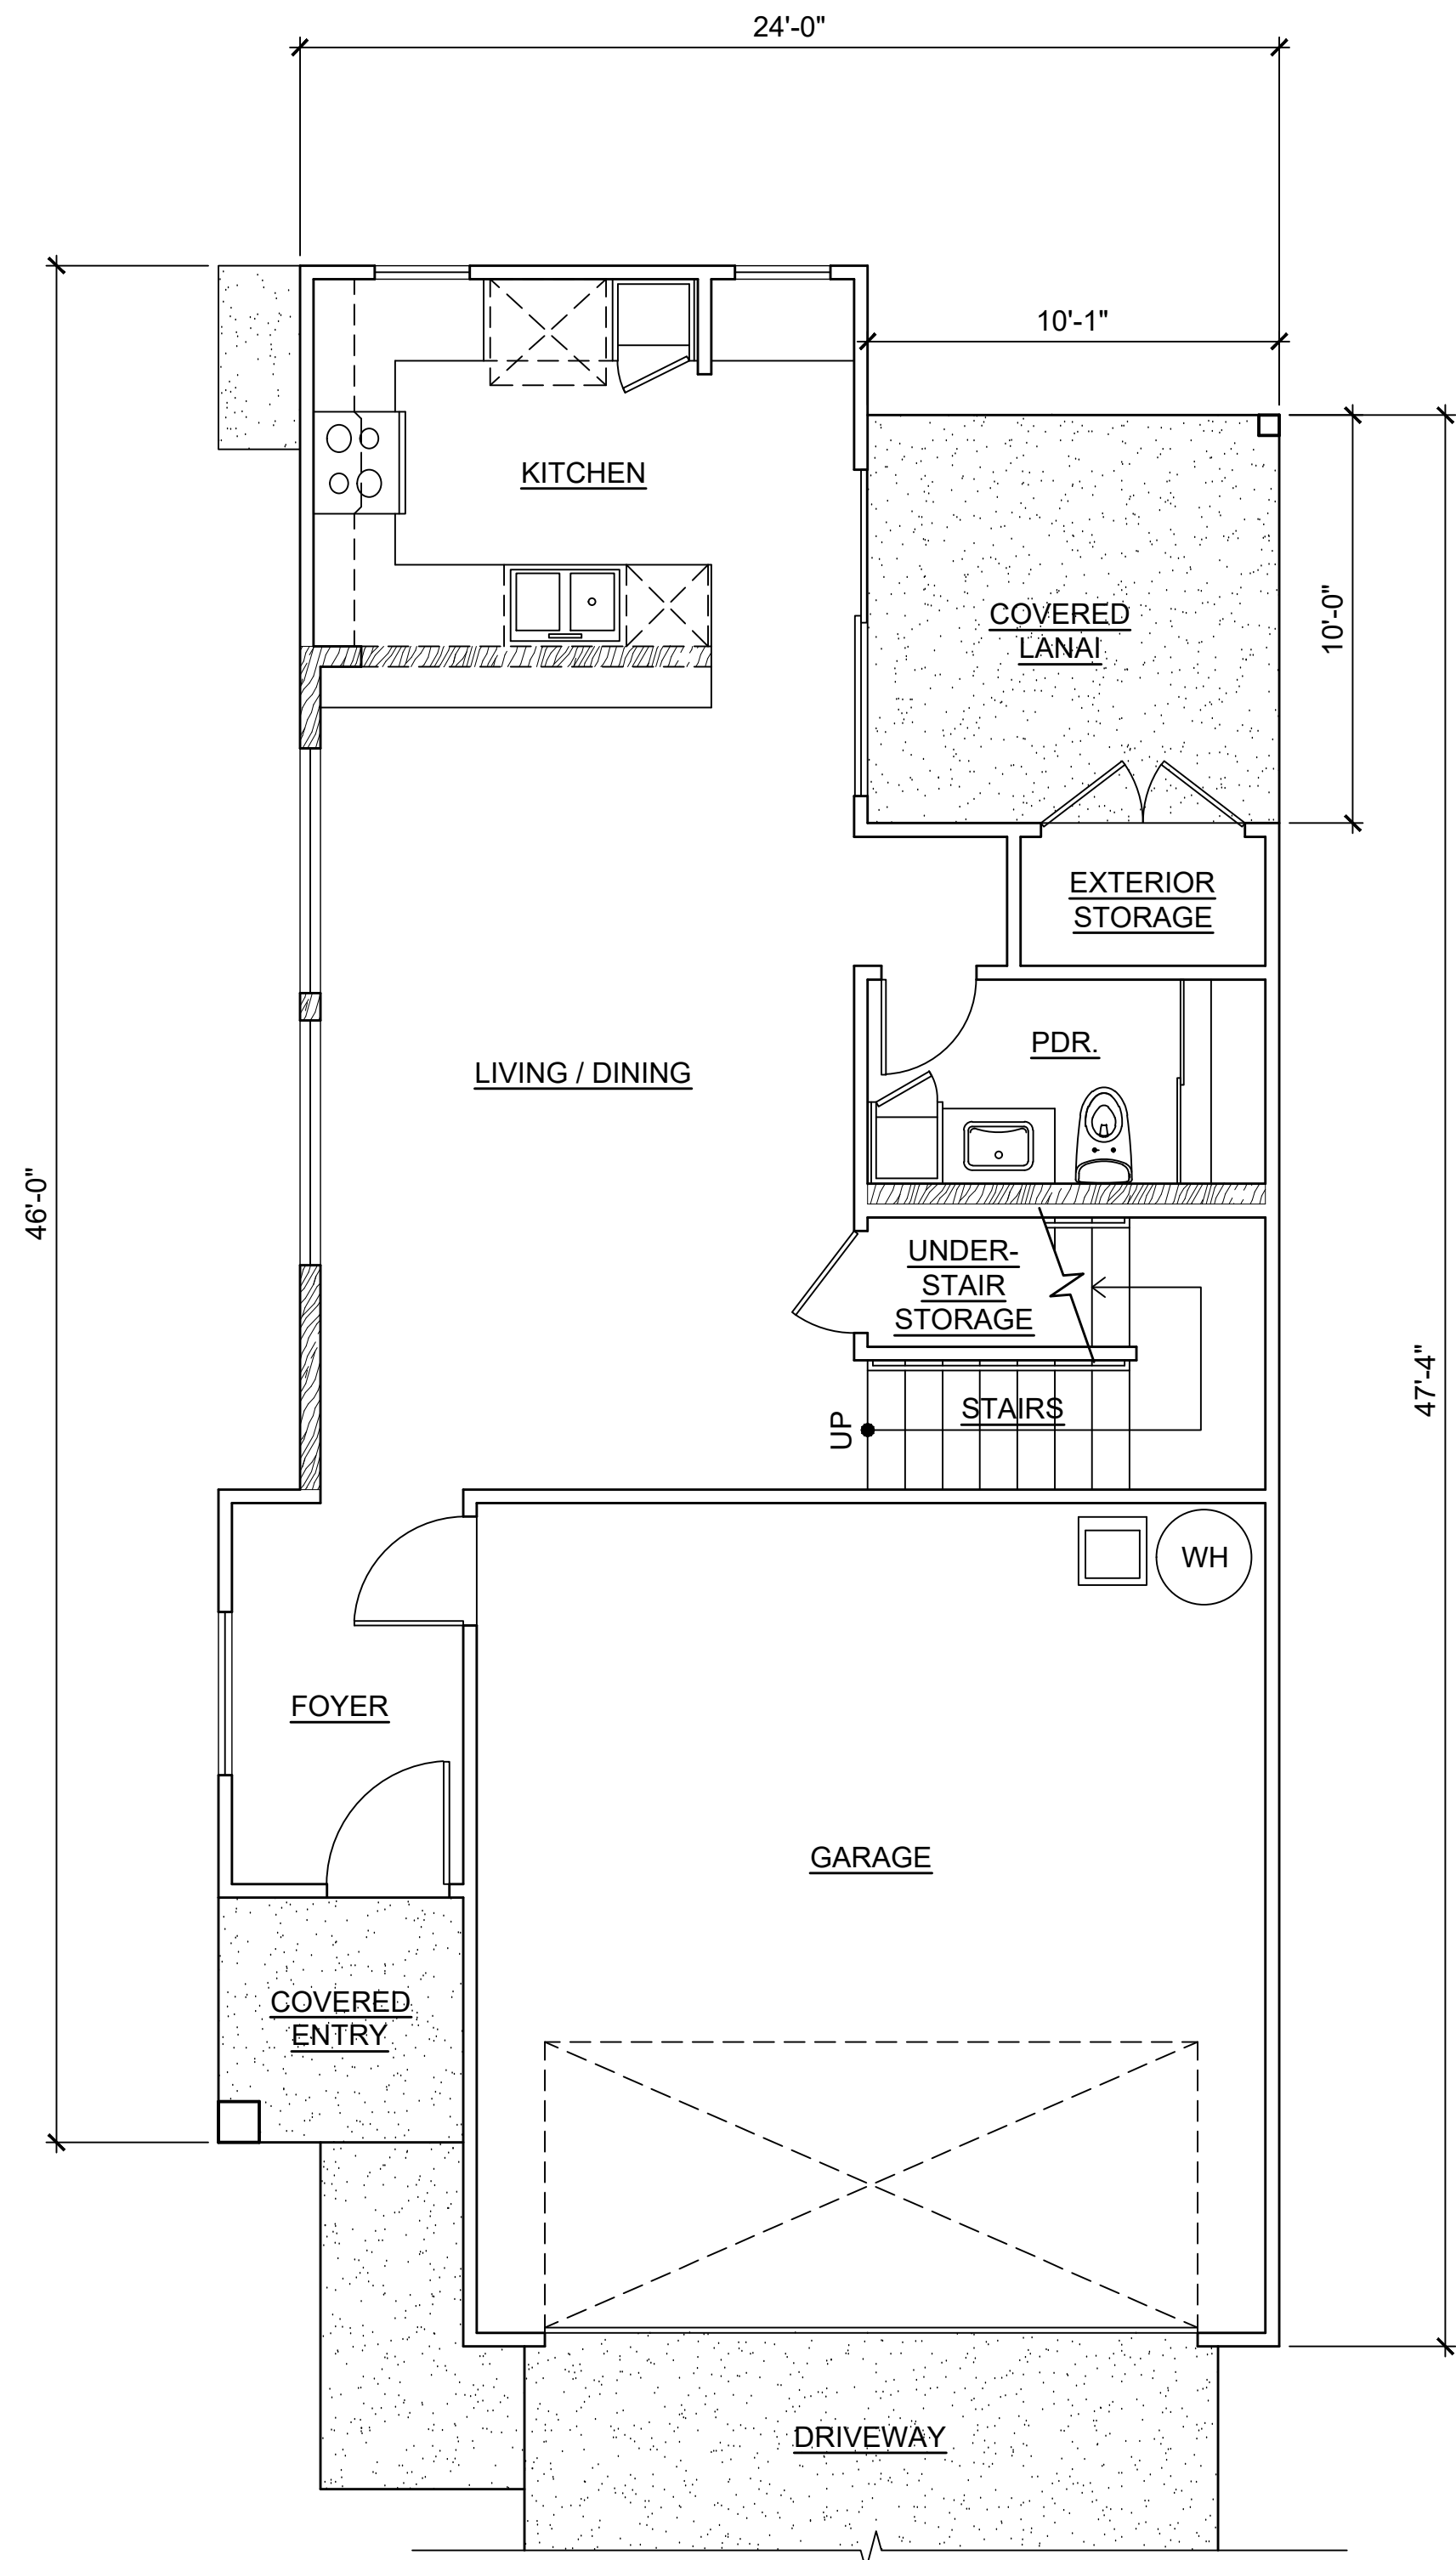 24'-0"
10'-1"
KITCHEN
COVERED
LANAI
10'-0"
EXTERIOR
STORAGE
PDR.
LIVING / DINING
46'-0"
UNDER-
STAIR
STORAGE
47'-4"
STAIRS
UP
WH
FOYER
GARAGE
COVERED
ENTRY
DRIVEWAY